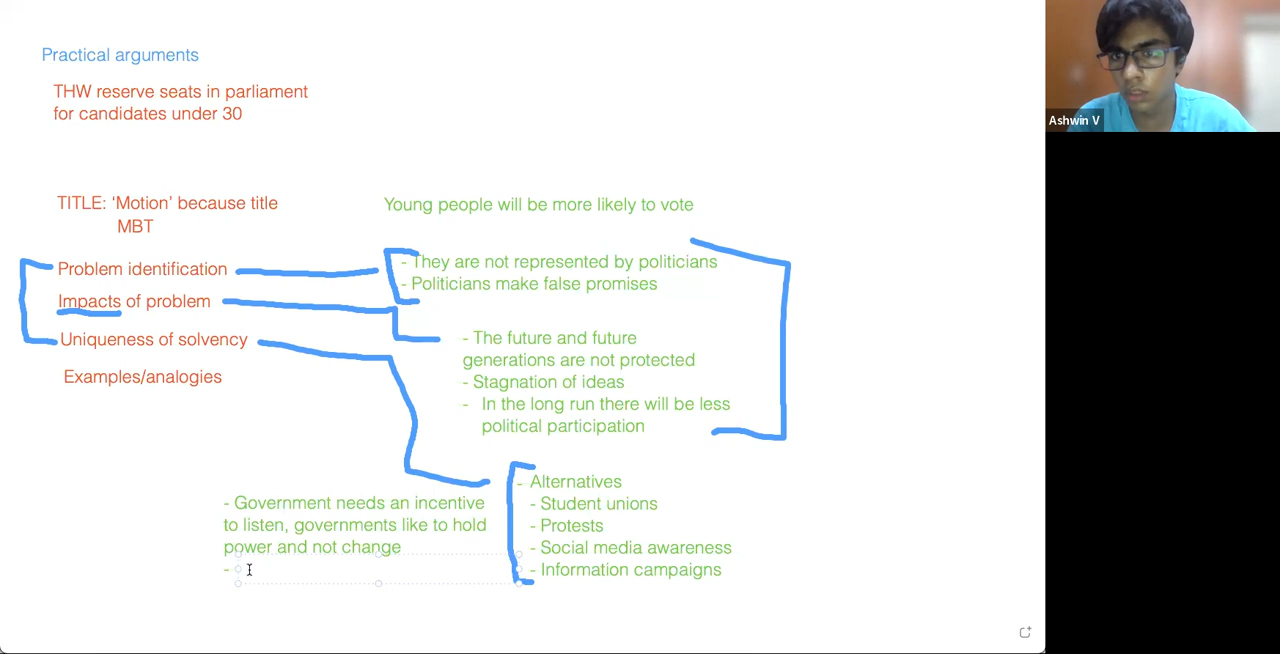 Practical arguments
THW reserve seats in parliament
for candidates under 30
TITLE: ‘Motion’ because title
MBT
Problem identification
Impacts of problem
Uniqueness of solvency
Examples/analogies
Young people will be more likely to vote
- They are not represented by politicians
- Politicians make false promises
- The future and future
generations are not protected
- Stagnation of ideas
- In the long run there will be less
political participation
- Alternatives
- Student unions
- Protests
- Social media awareness
- Information campaigns
- Government needs an incentive
to listen, governments like to hold
power and not change
-
Ashwin V